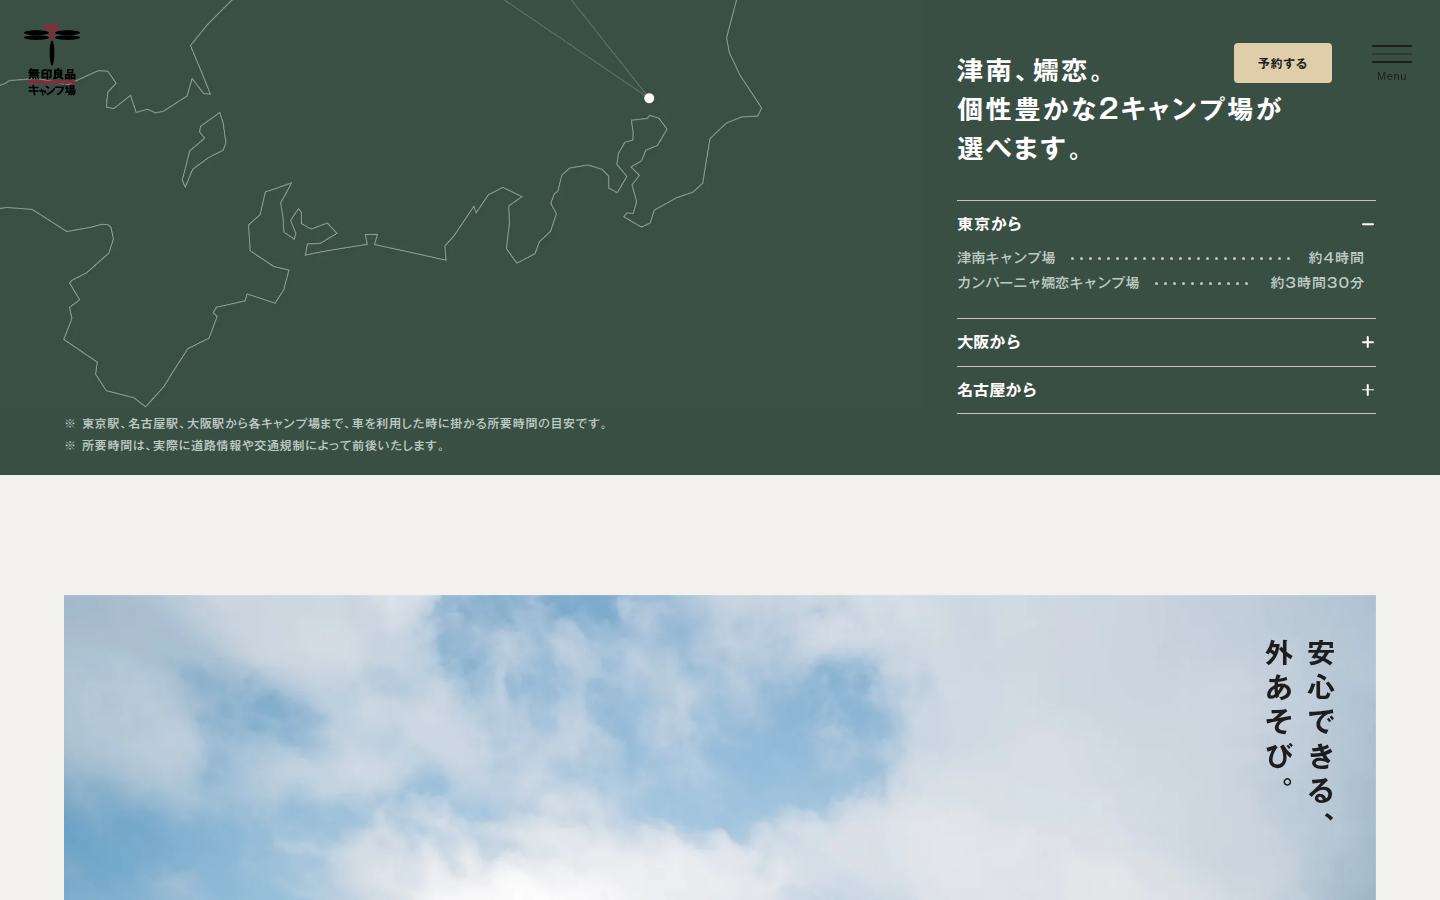 無印良品
キャンプ場
予約する
Menu
津南、嬬恋。
個性豊かな2キャンプ場が
選べます。
東京から
津南キャンプ場 約4時間
カンパーニャ嬬恋キャンプ場 約3時間30分
大阪から
名古屋から
※ 東京駅、名古屋駅、大阪駅から各キャンプ場まで、車を利用した時に掛かる所要時間の目安です。
※ 所要時間は、実際に道路情報や交通規制によって前後いたします。
安心できる、
外あそび。